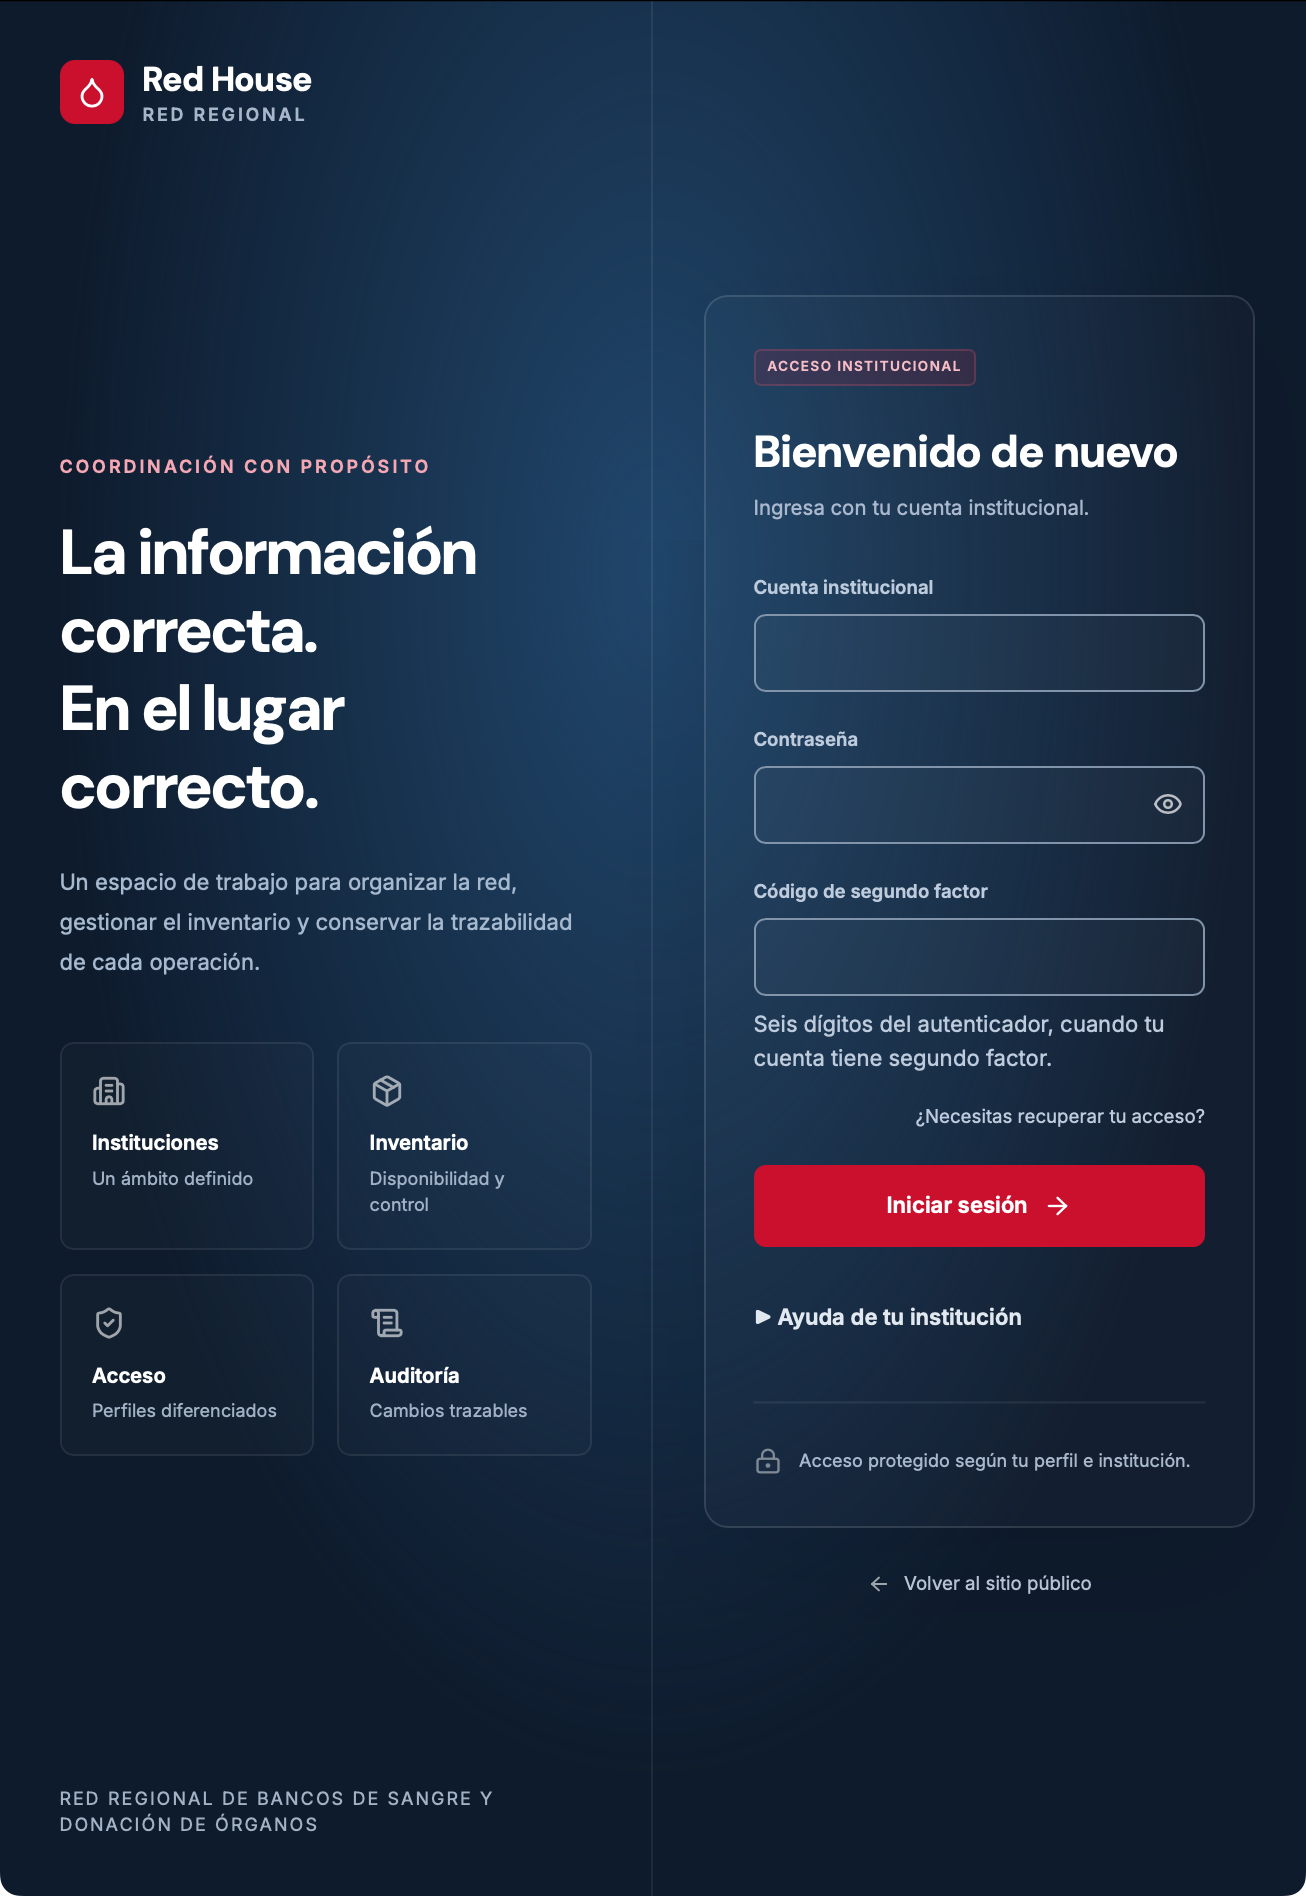 Red House
RED REGIONAL
COORDINACIÓN CON PROPÓSITO
La información
correcta.
En el lugar
correcto.
Un espacio de trabajo para organizar la red,
gestionar el inventario y conservar la trazabilidad
de cada operación.
Instituciones
Un ámbito definido
Inventario
Disponibilidad y
control
Acceso
Perfiles diferenciados
Auditoría
Cambios trazables
RED REGIONAL DE BANCOS DE SANGRE Y
DONACIÓN DE ÓRGANOS
ACCESO INSTITUCIONAL
Bienvenido de nuevo
Ingresa con tu cuenta institucional.
Cuenta institucional
Contraseña
Código de segundo factor
Seis dígitos del autenticador, cuando tu
cuenta tiene segundo factor.
¿Necesitas recuperar tu acceso?
Iniciar sesión
Ayuda de tu institución
Acceso protegido según tu perfil e institución.
Volver al sitio público